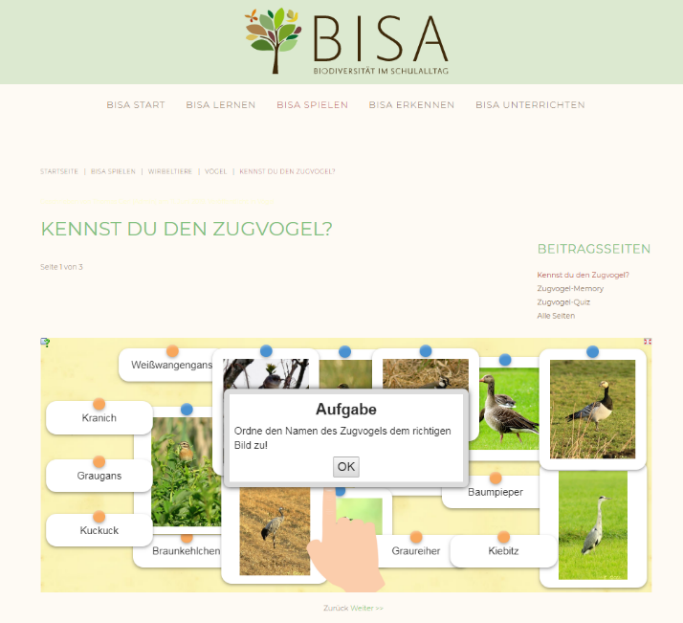 BISA
BIODIVERSITÄT IM SCHULALLTAG
BISA START BISA LERNEN BISA SPIELEN BISA ERKENNEN BISA UNTERRICHTEN
STARTSEITE | BISA SPIELEN | WIRBELTIERE | VÖGEL | KENNST DU DEN ZUGVOGEL?
KENNST DU DEN ZUGVOGEL?
Seite 1 von 3
BEITRAGSSEITEN
Kennst du den Zugvogel?
Zugvogel-Memory
Zugvogel-Quiz
Alle Seiten
Weißwangengans
Kranich
Graugans
Kuckuck
Braunkehlchen
Aufgabe
Ordne den Namen des Zugvogels dem richtigen
Bild zu!
OK
Baumpieper
Graureiher
Kiebitz
Zurück Weiter >>